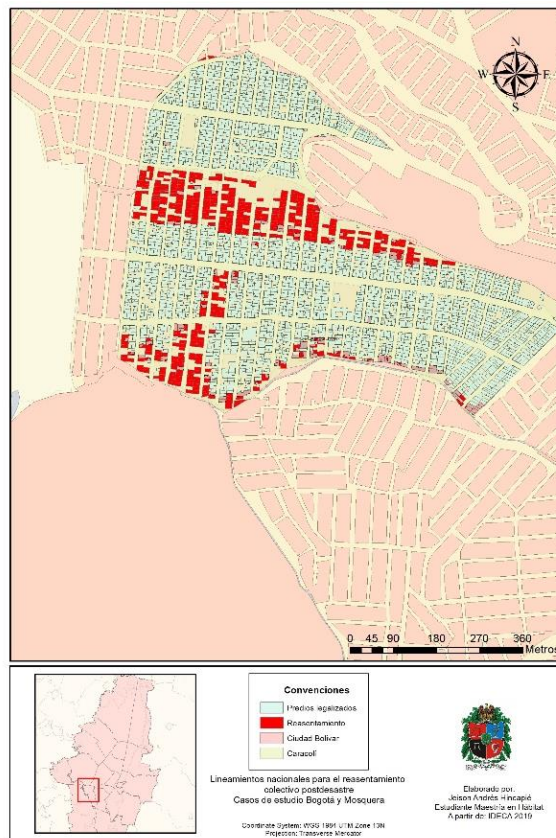 N
W E
S
0 45 90 180 270 360
Metros
Convenciones
Predios legalizados
Reasentamiento
Ciudad Bolívar
Caracolí
Lineamientos nacionales para el reasentamiento
colectivo postdesastre
Casos de estudio Bogotá y Mosquera
Coordinate System: WGS 1984 UTM Zone 18N
Projection: Transverse Mercator
Elaborado por:
Jeison Andrés Hincapié
Estudiante Maestría en Hábitat
A partir de: IDECA 2019